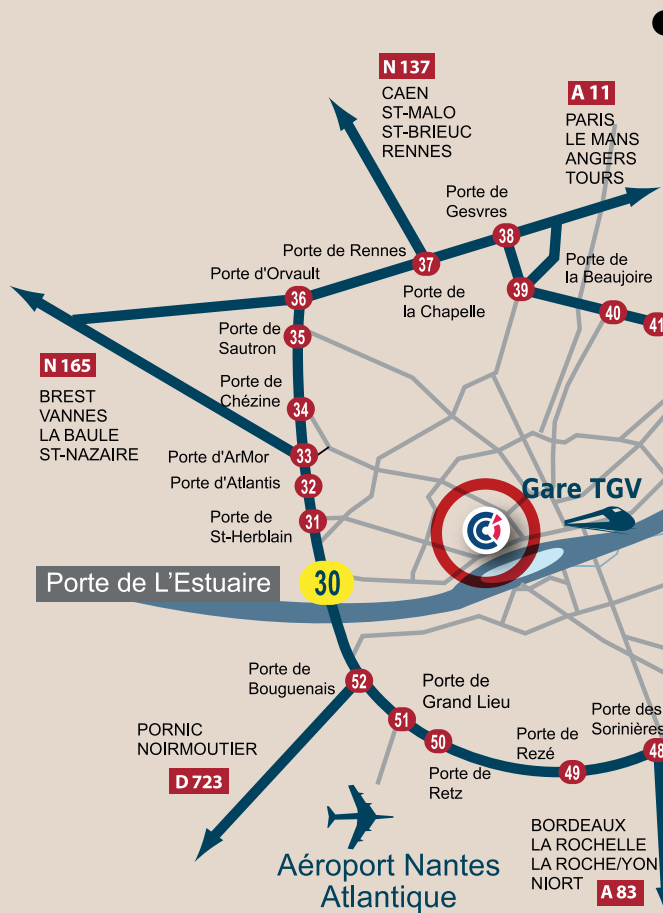 N 137
CAEN
ST-MALO
ST-BRIEUC
RENNES
A 11
PARIS
LE MANS
ANGERS
TOURS
Porte de
Gesvres
38
Porte de Rennes
37
Porte de
la Chapelle
Porte de
la Beaujoire
39
40
41
Porte d'Orvault
36
Porte de
Sautron
35
N 165
BREST
VANNES
LA BAULE
ST-NAZAIRE
Porte de
Chézine
34
Porte d'ArMor
33
Porte d'Atlantis
32
Porte de
St-Herblain
31
Gare TGV
CCI
Porte de L'Estuaire
30
Porte de
Bouguenais
52
Porte de
Grand Lieu
51
50
Porte de
Retz
Porte de
Rezé
49
Porte des
Sorinières
48
PORNIC
NOIRMOUTIER
D 723
Aéroport Nantes
Atlantique
BORDEAUX
LA ROCHELLE
LA ROCHE/YON
NIORT
A 83